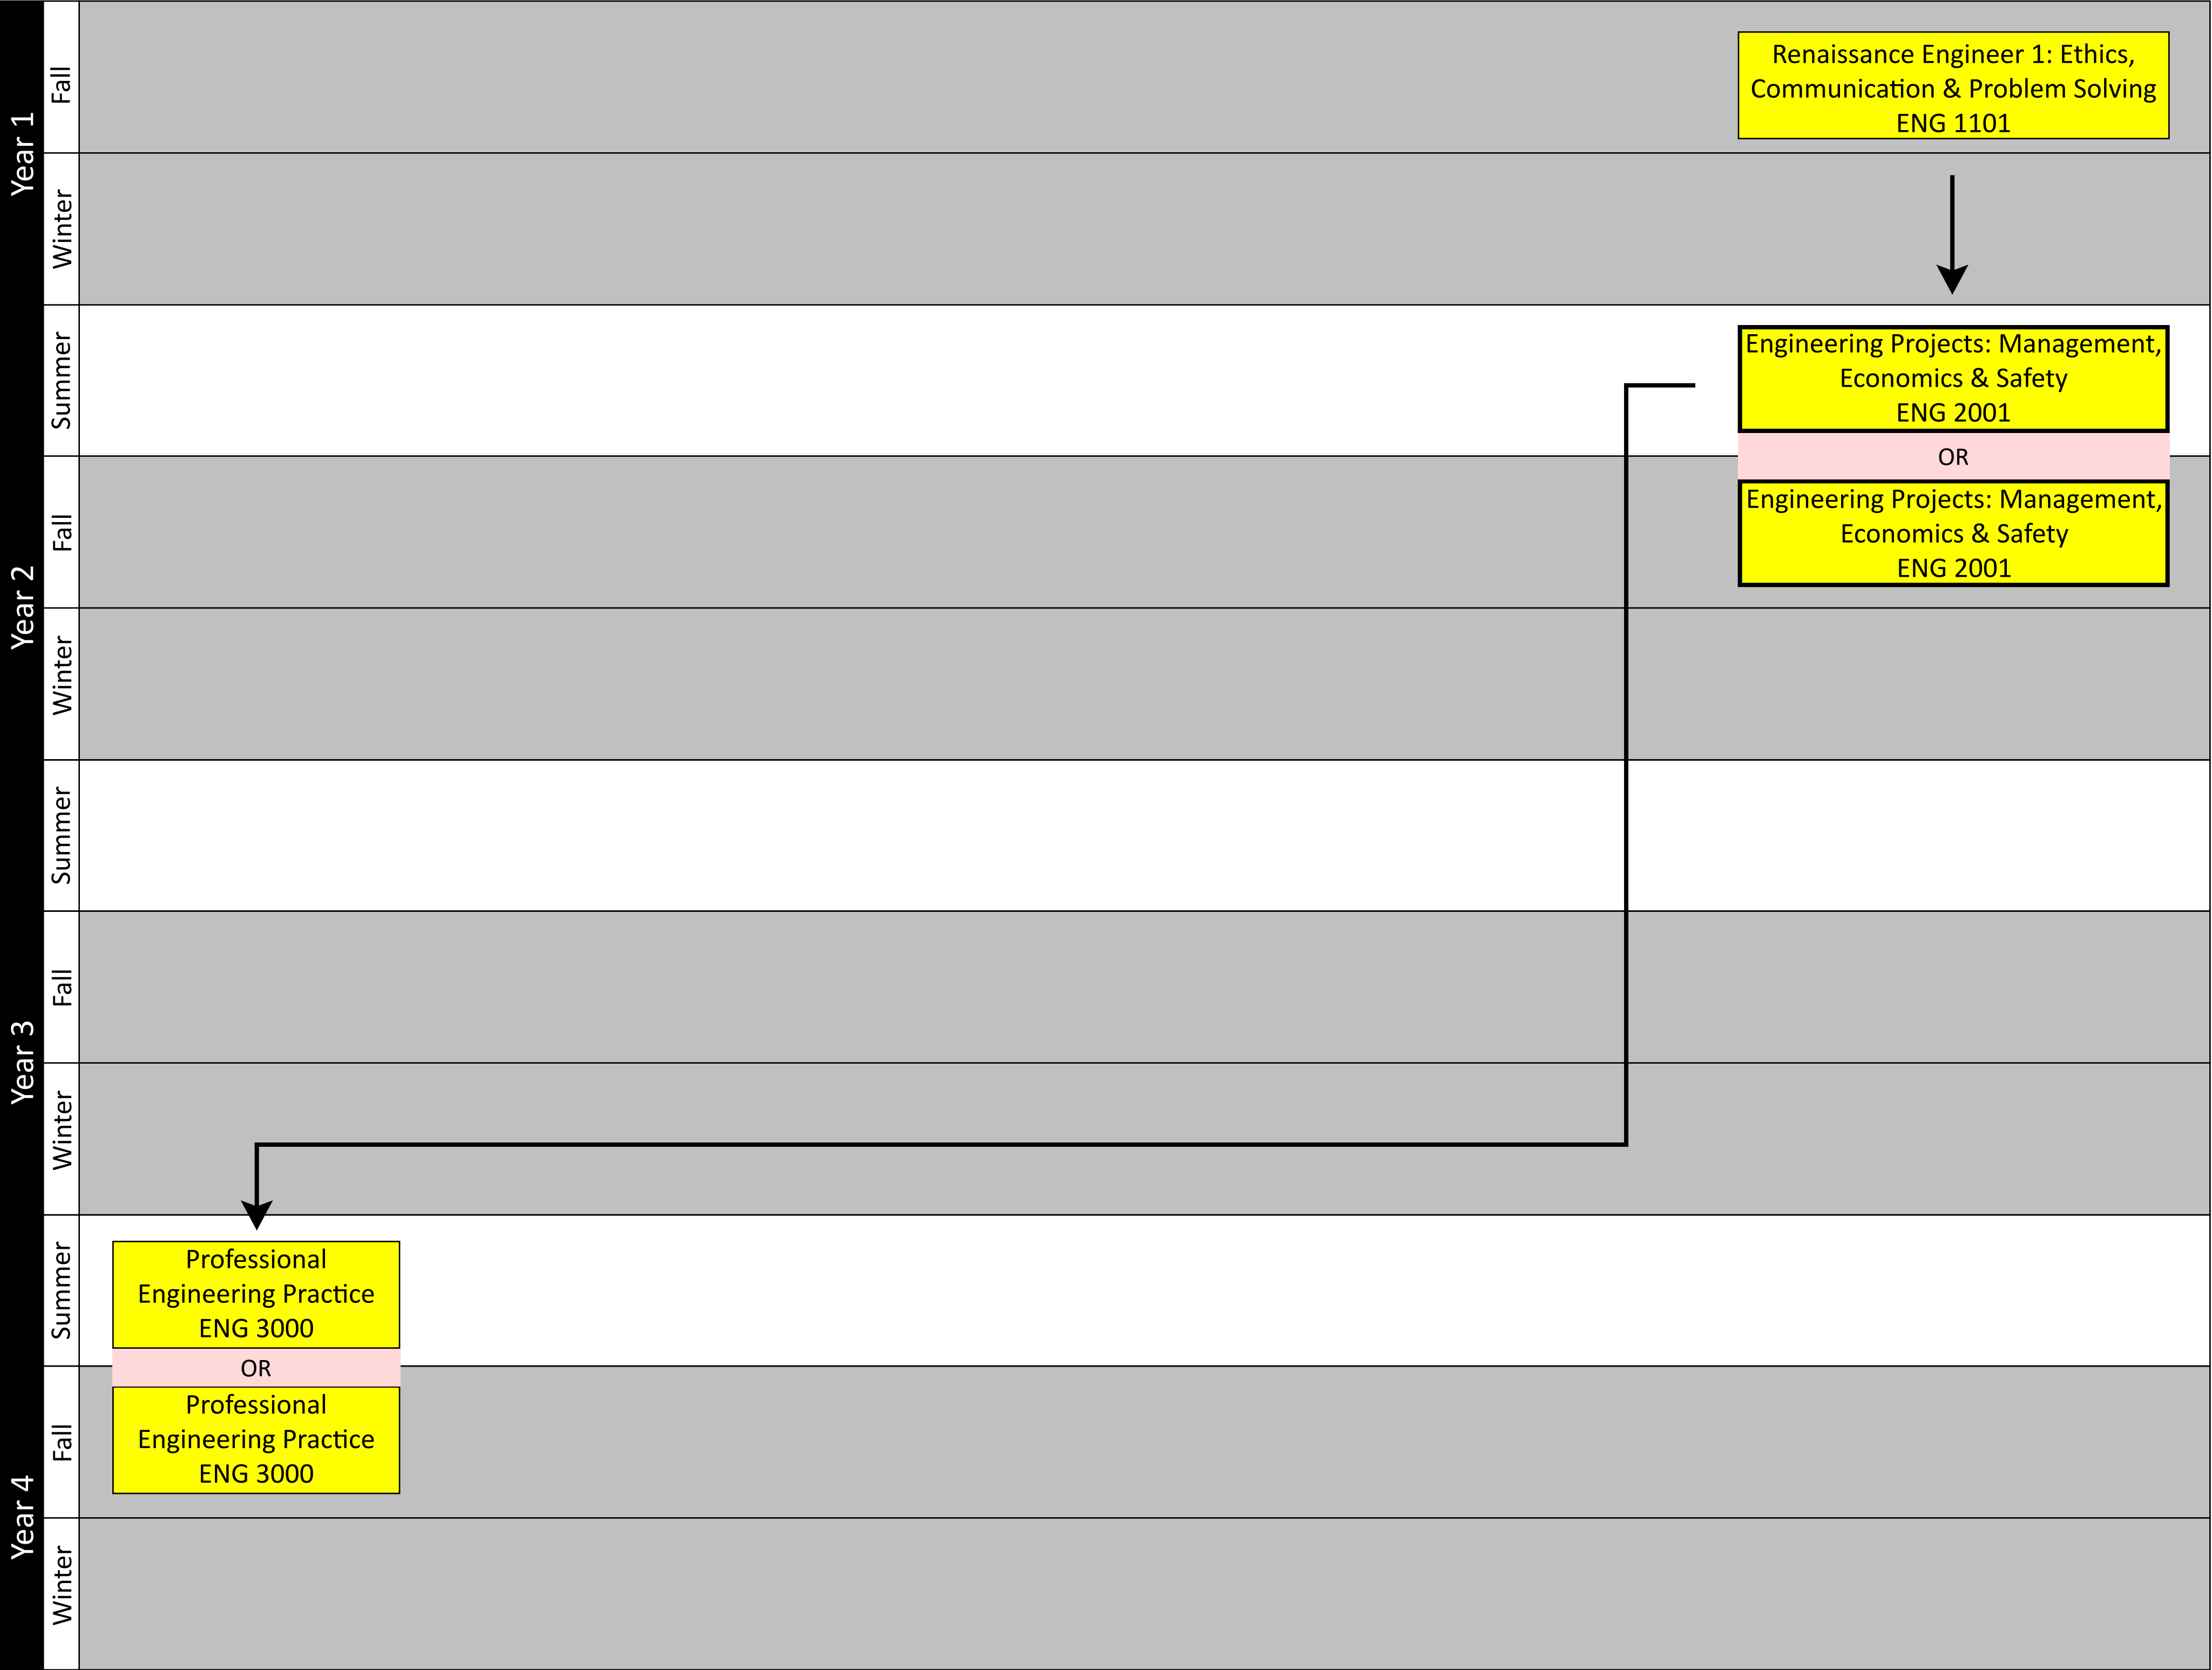 Year 1
Fall
Renaissance Engineer 1: Ethics,
Communication & Problem Solving
ENG 1101
Winter
Year 2
Summer
Engineering Projects: Management,
Economics & Safety
ENG 2001
OR
Fall
Engineering Projects: Management,
Economics & Safety
ENG 2001
Winter
Year 3
Summer
Fall
Winter
Year 4
Summer
Professional
Engineering Practice
ENG 3000
OR
Fall
Professional
Engineering Practice
ENG 3000
Winter